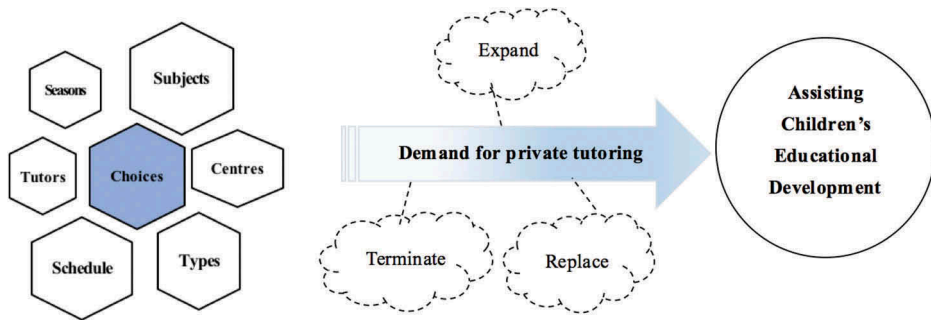 Seasons
Subjects
Tutors
Choices
Centres
Schedule
Types
Expand
Demand for private tutoring
Terminate
Replace
Assisting
Children's
Educational
Development